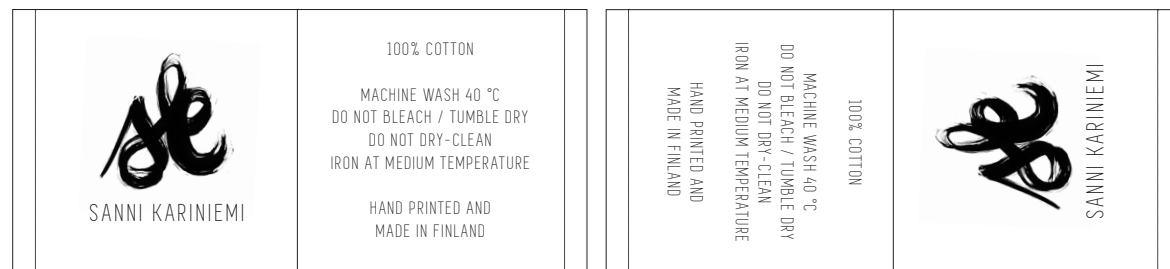 SANNI KARINIEMI
100% COTTON
MACHINE WASH 40 °C
DO NOT BLEACH / TUMBLE DRY
DO NOT DRY-CLEAN
IRON AT MEDIUM TEMPERATURE
HAND PRINTED AND
MADE IN FINLAND
100% COTTON
MACHINE WASH 40 °C
DO NOT BLEACH / TUMBLE DRY
DO NOT DRY-CLEAN
IRON AT MEDIUM TEMPERATURE
HAND PRINTED AND
MADE IN FINLAND
SANNI KARINIEMI